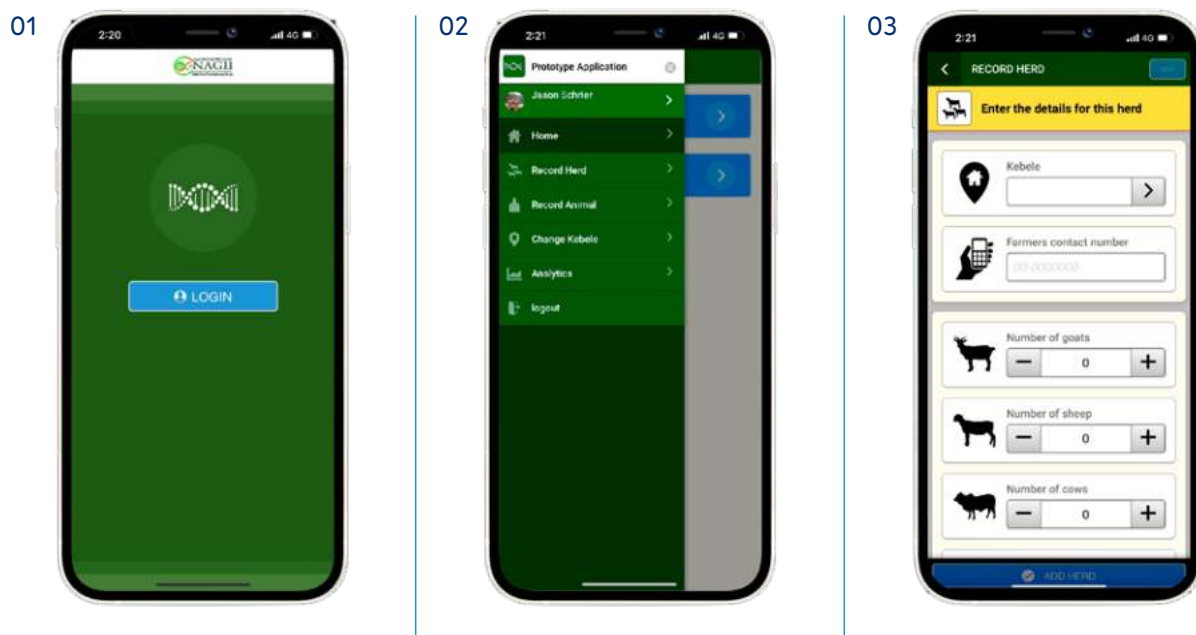 01
2:20
4G
NAGII
LOGIN
02
2:21
4G
Prototype Application
Jason Schrier
Home
Record Herd
Record Animal
Change Kebele
Analytics
logout
03
2:21
4G
RECORD HERD
Enter the details for this herd
Kebele
Farmers contact number
Number of goats
0
Number of sheep
0
Number of cows
0
ADD HERD